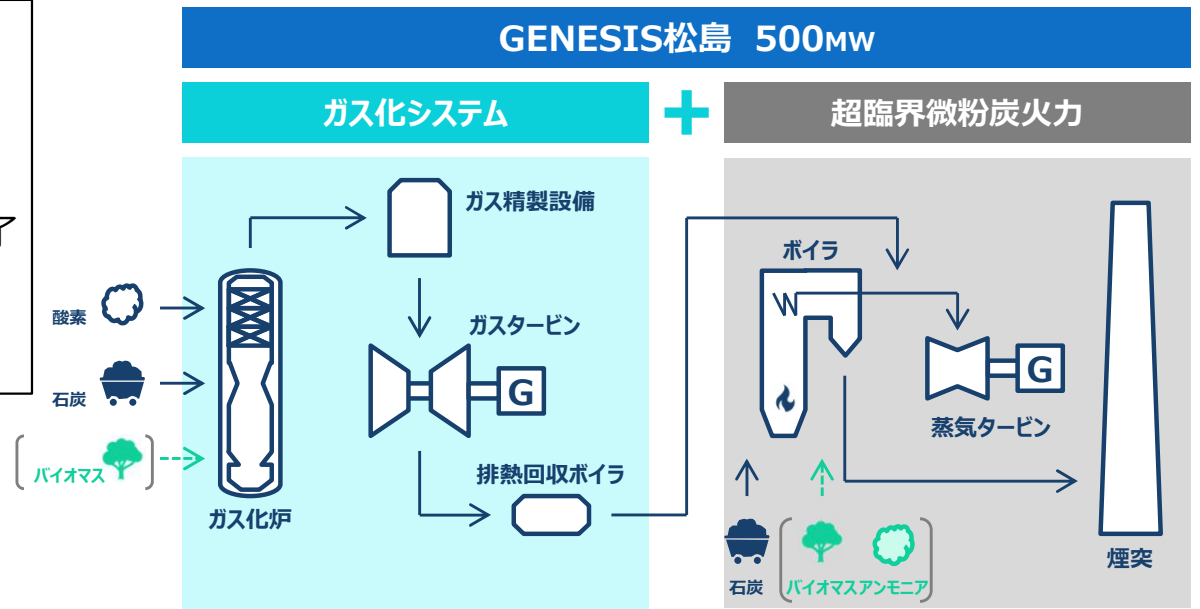 GENESIS松島 500MW
ガス化システム
超臨界微粉炭火力
ガス精製設備
ボイラ
酸素
ガスタービン
G
G
石炭
蒸気タービン
バイオマス
排熱回収ボイラ
ガス化炉
煙突
石炭
バイオマス
アンモニア